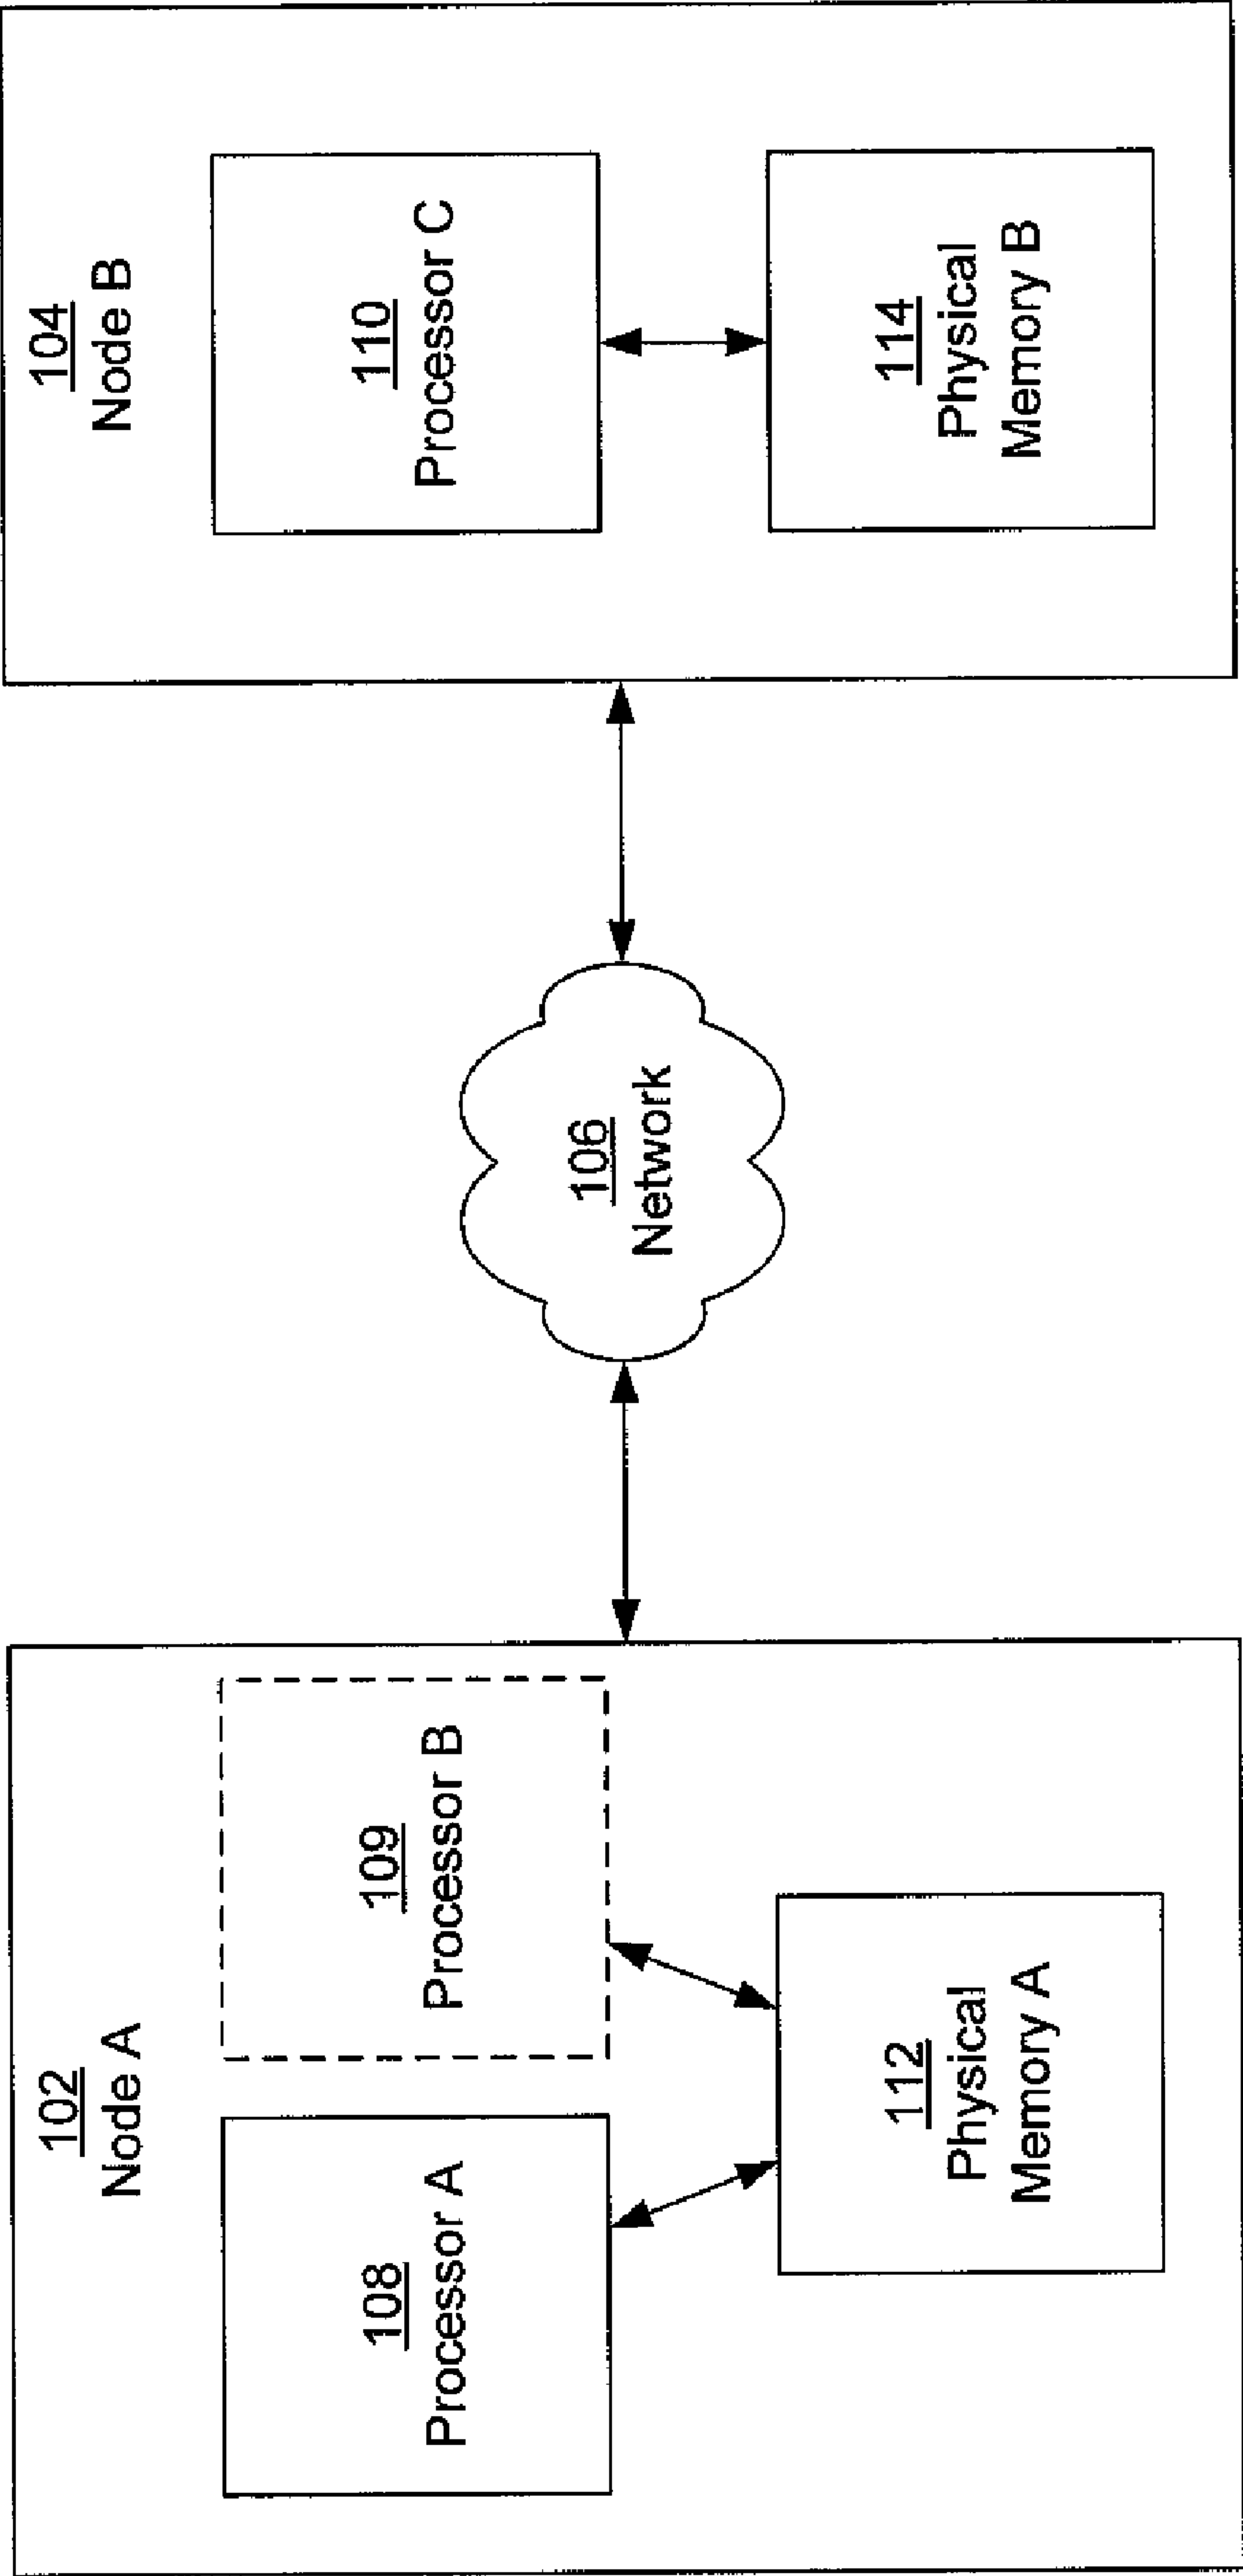 102
Node A
108
Processor A
109
Processor B
112
Physical
Memory A
106
Network
104
Node B
110
Processor C
114
Physical
Memory B